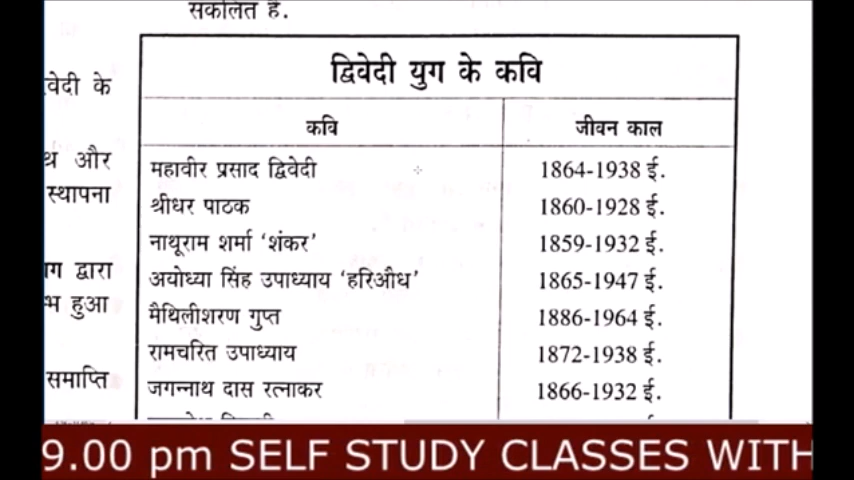 संकलित है.
द्विवेदी युग के कवि
कवि जीवन काल
वेदी के
महावीर प्रसाद द्विवेदी 1864-1938 ई.
थ और
श्रीधर पाठक 1860-1928 ई.
स्थापना
नाथूराम शर्मा ‘शंकर’ 1859-1932 ई.
ाग द्वारा
अयोध्या सिंह उपाध्याय ‘हरिऔध’ 1865-1947 ई.
म्भ हुआ
मैथिलीशरण गुप्त 1886-1964 ई.
रामचरित उपाध्याय 1872-1938 ई.
समाप्ति
जगन्नाथ दास रत्नाकर 1866-1932 ई.
9.00 pm SELF STUDY CLASSES WITH